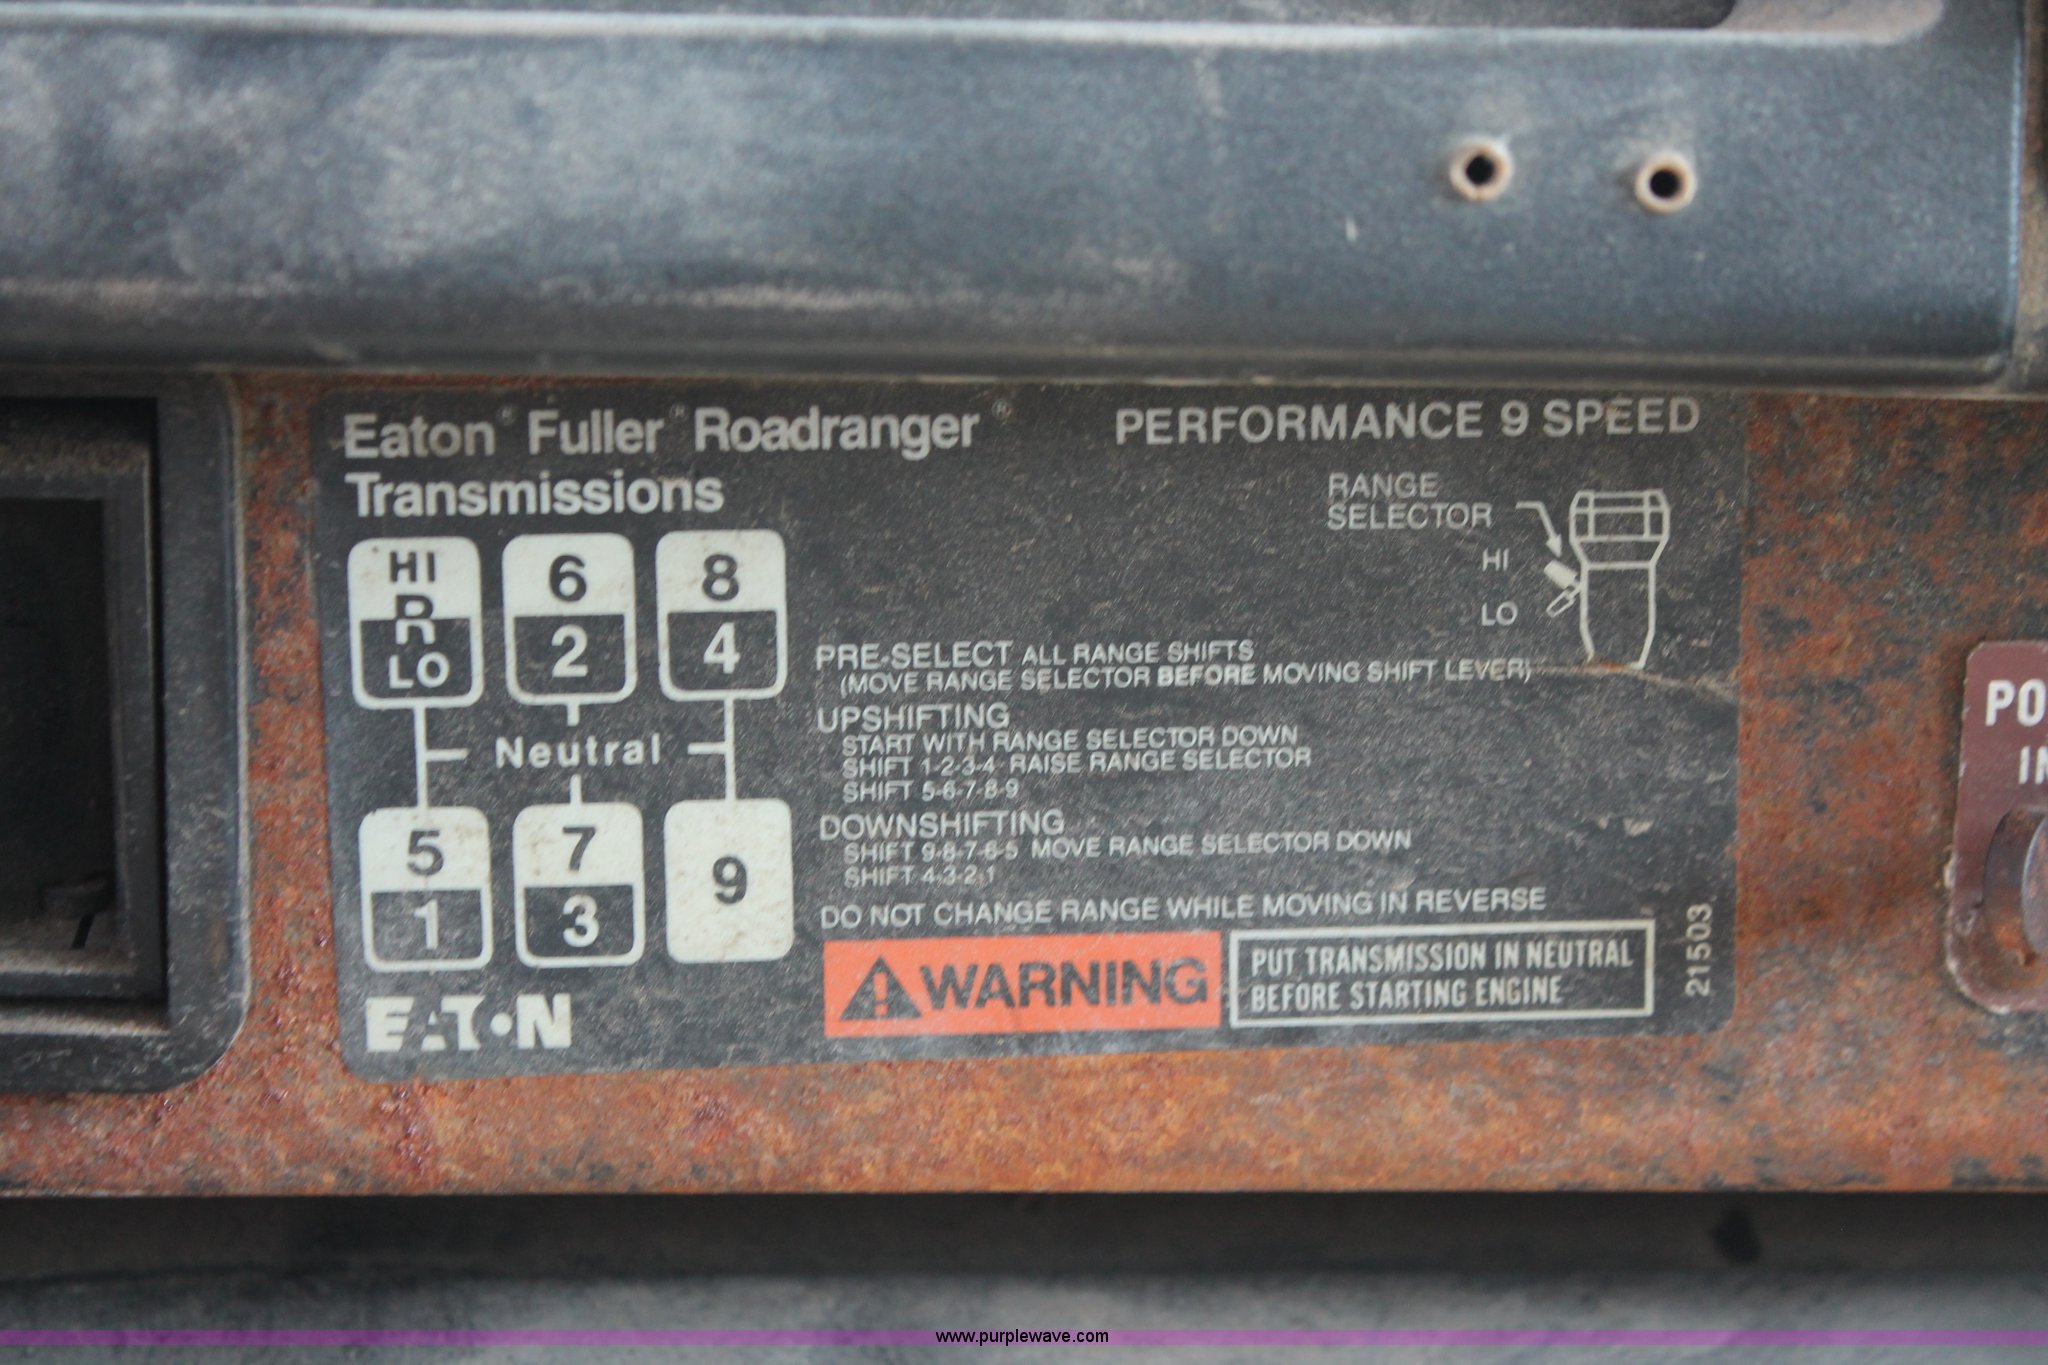 Eaton® Fuller® Roadranger®
Transmissions
PERFORMANCE 9 SPEED
RANGE
SELECTOR
HI
LO
HI
R
LO
6
2
8
4
Neutral
5
1
7
3
9
PRE-SELECT ALL RANGE SHIFTS
(MOVE RANGE SELECTOR BEFORE MOVING SHIFT LEVER)
UPSHIFTING
START WITH RANGE SELECTOR DOWN
SHIFT 1-2-3-4 RAISE RANGE SELECTOR
SHIFT 5-6-7-8-9
DOWNSHIFTING
SHIFT 9-8-7-6-5 MOVE RANGE SELECTOR DOWN
SHIFT 4-3-2-1
DO NOT CHANGE RANGE WHILE MOVING IN REVERSE
WARNING
PUT TRANSMISSION IN NEUTRAL
BEFORE STARTING ENGINE
21503
EATON
PO
IN
www.purplewave.com